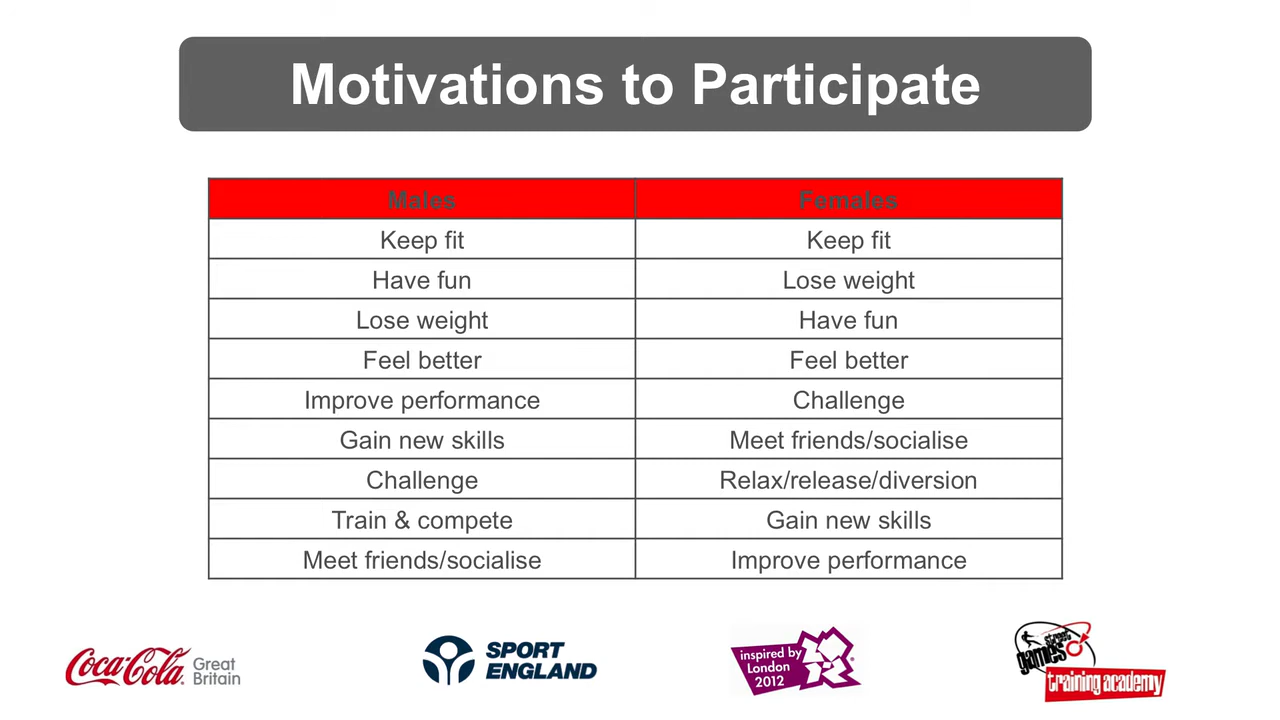 Motivations to Participate
Males Females
Keep fit Keep fit
Have fun Lose weight
Lose weight Have fun
Feel better Feel better
Improve performance Challenge
Gain new skills Meet friends/socialise
Challenge Relax/release/diversion
Train & compete Gain new skills
Meet friends/socialise Improve performance
Coca-Cola Great Britain
SPORT ENGLAND
inspired by London 2012
street games training academy